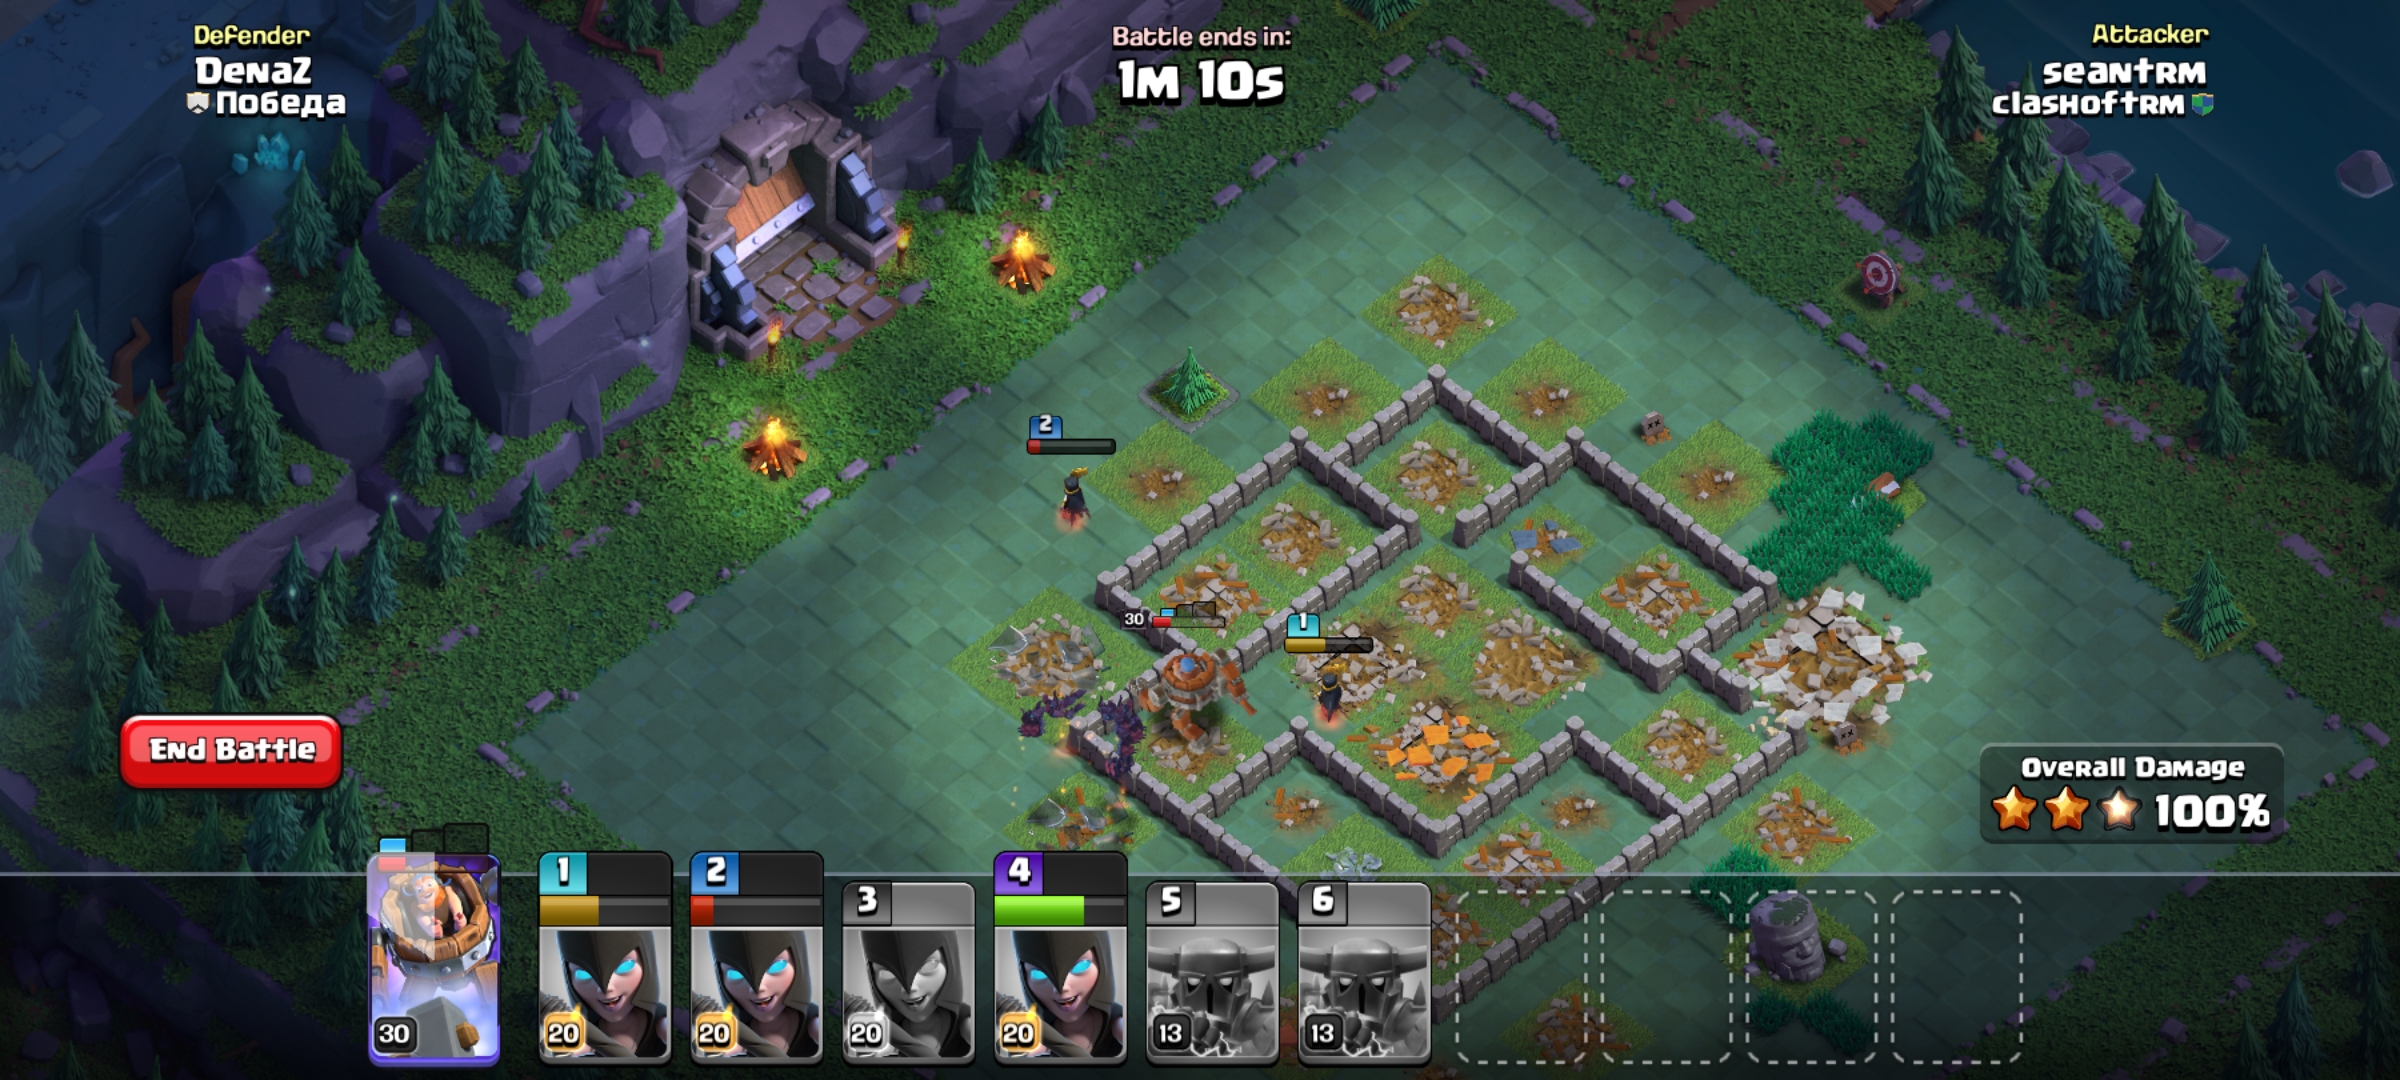 Defender
DenaZ
Победа
Battle ends in:
1m 10s
Attacker
seantrm
clashoftrm
2
30
1
End Battle
Overall Damage
100%
1
2
3
4
5
6
30
20
20
20
20
13
13